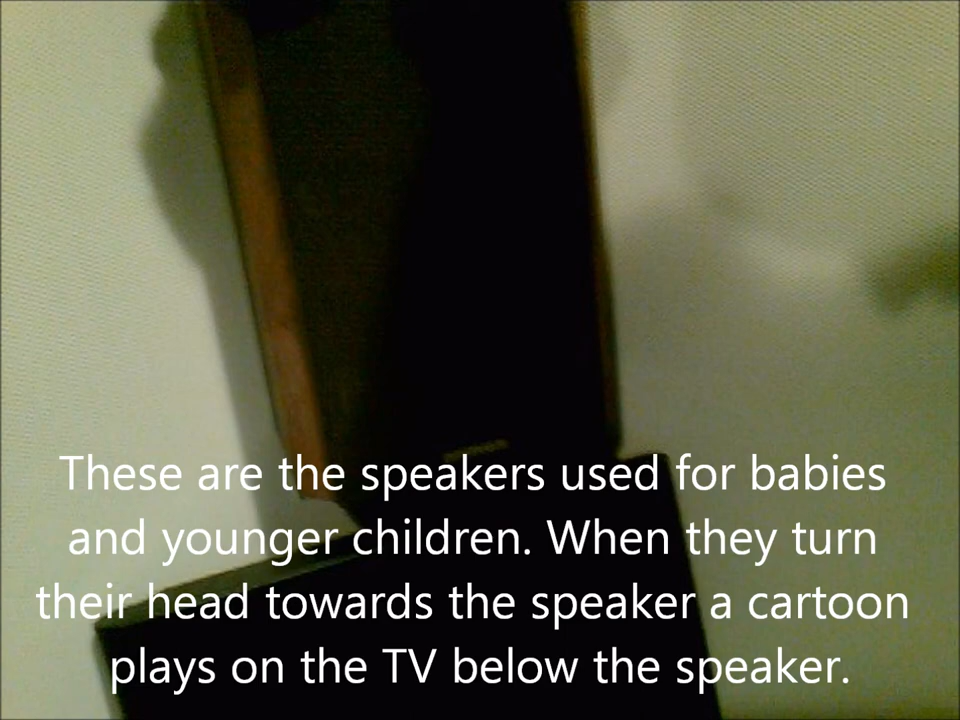 These are the speakers used for babies
and younger children. When they turn
their head towards the speaker a cartoon
plays on the TV below the speaker.